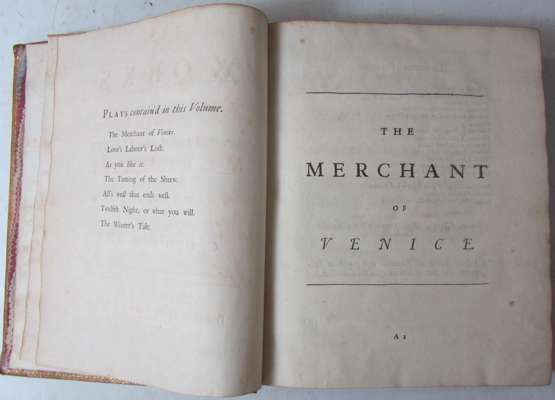 PLAYS contain'd in this Volume.
The Merchant of Venice.
Love's Labour's Lost.
As you like it.
The Taming of the Shrew.
All's well that ends well.
Twelfth Night, or what you will.
The Winter's Tale.
THE
MERCHANT
OF
VENICE.
A2